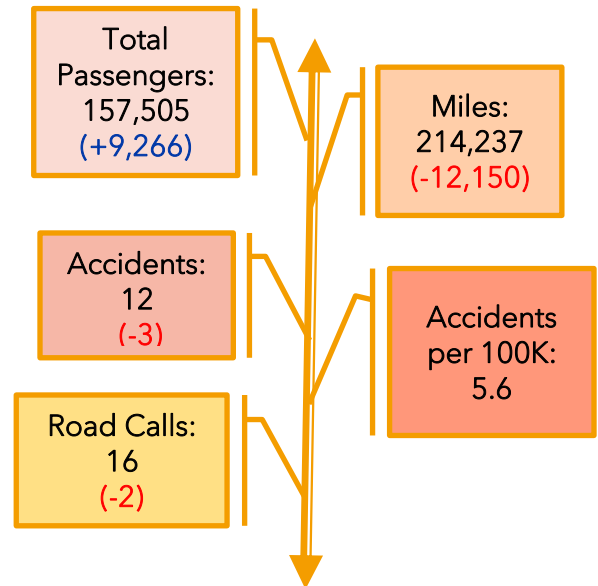 Total
Passengers:
157,505
(+9,266)
Miles:
214,237
(-12,150)
Accidents:
12
(-3)
Accidents
per 100K:
5.6
Road Calls:
16
(-2)